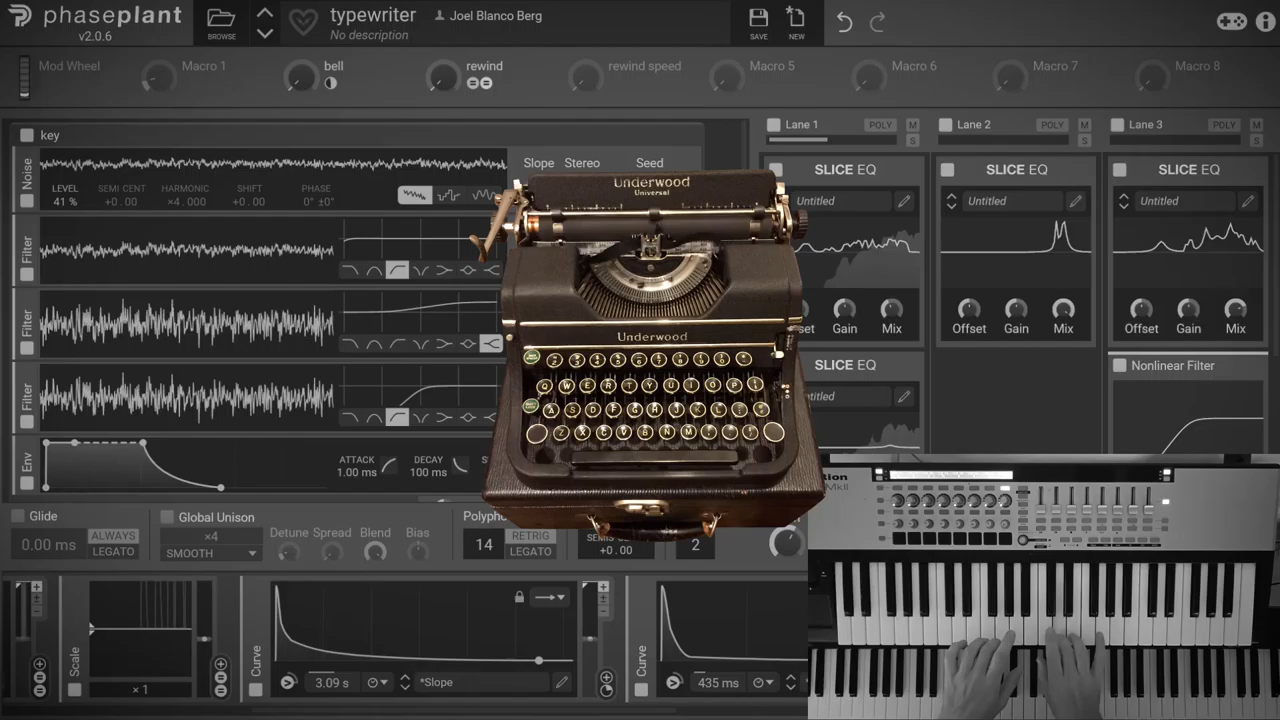 phaseplant
v2.0.6
BROWSE
typewriter
Joel Blanco Berg
No description
SAVE
NEW
Mod Wheel
Macro 1
bell
rewind
rewind speed
Macro 5
Macro 6
Macro 7
Macro 8
key
Noise
Slope
Stereo
Seed
LEVEL
SEMI CENT
HARMONIC
SHIFT
PHASE
41 %
+0.00
×4.000
+0.00
0° ±0°
Filter
Filter
Filter
Env
ATTACK
1.00 ms
DECAY
100 ms
Lane 1
POLY
M
S
Lane 2
POLY
M
S
Lane 3
POLY
M
S
SLICE EQ
SLICE EQ
SLICE EQ
Untitled
Untitled
Untitled
Gain
Mix
Offset
Gain
Mix
Offset
Gain
Mix
SLICE EQ
Nonlinear Filter
Underwood
Universal
Underwood
Q W E R T Y U I O P
A S D F G H J K L
Z X C V B N M
Glide
0.00 ms
ALWAYS
LEGATO
Global Unison
×4
SMOOTH
Detune
Spread
Blend
Bias
14
RETRIG
LEGATO
+0.00
2
Scale
× 1
Curve
3.09 s
*Slope
Curve
435 ms
MkII